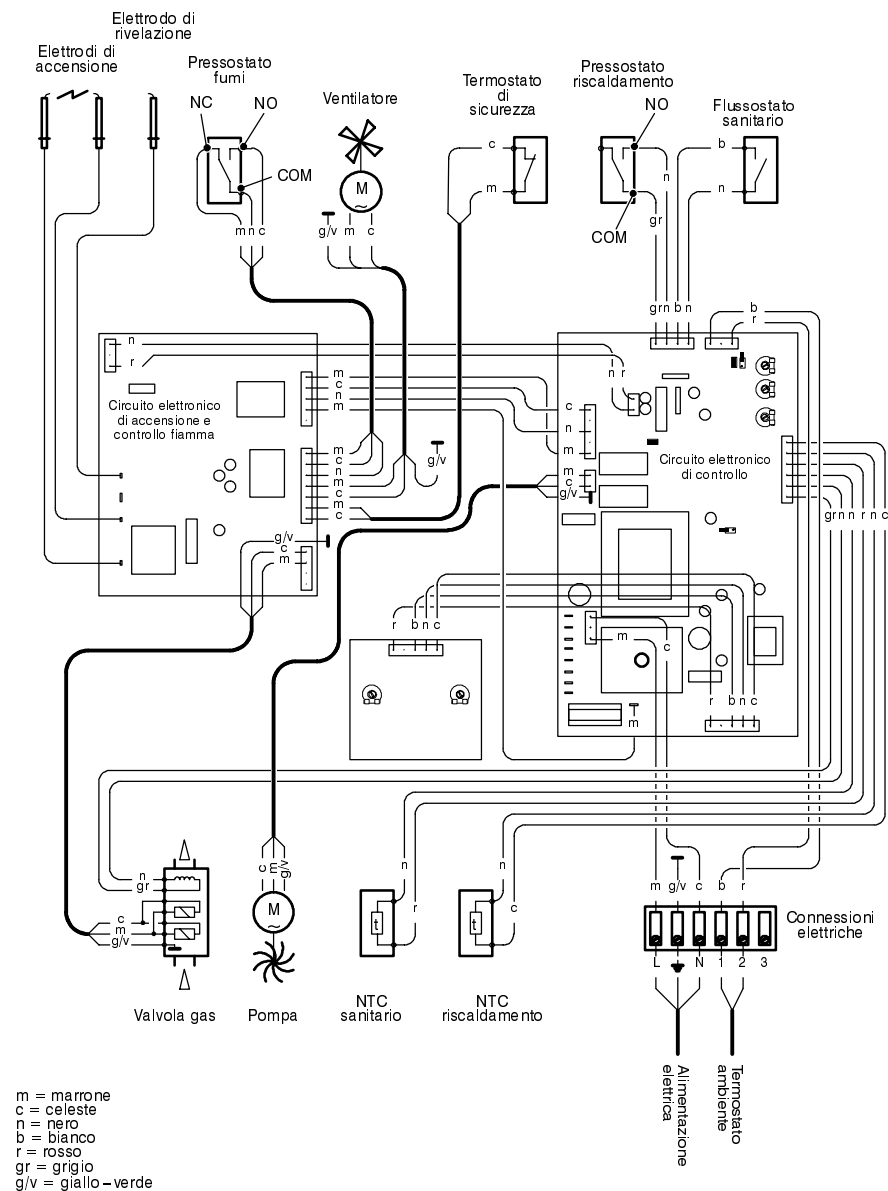 Elettrodo di
rivelazione
Elettrodi di
accensione
Pressostato
fumi
NC
NO
COM
Ventilatore
M
~
Termostato
di
sicurezza
c
m
Pressostato
riscaldamento
NO
n
gr
COM
Flussostato
sanitario
b
n
m n c
g/v m c
gr n b n
b
r
n
r
m
c
n
m
n
r
c
n
m
Circuito elettronico
di accensione e
controllo fiamma
Circuito elettronico
di controllo
m
c
n
n
m
c
m
c
g/v
m
c
g/v
g/v
c
m
gr n n n r n c
r b n c
m
c
r b n c
m
n
gr
c
m
g/v
c
m
g/v
M
~
n
r
t
n
c
t
m g/v c b r
L N 1 2 3
Connessioni
elettriche
Valvola gas
Pompa
NTC
sanitario
NTC
riscaldamento
Alimentazione
elettrica
Termostato
ambiente
m = marrone
c = celeste
n = nero
b = bianco
r = rosso
gr = grigio
g/v = giallo-verde